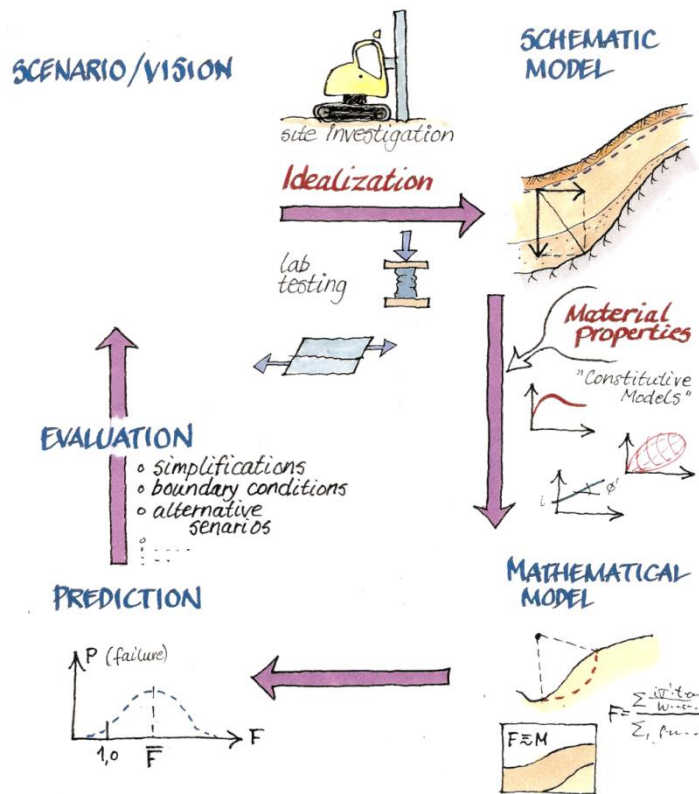 SCENARIO/VISION
SCHEMATIC
MODEL
site investigation
Idealization
lab
testing
Material
properties
"Constitutive
Models"
φ'
EVALUATION
simplifications
boundary conditions
alternative
senarios
PREDICTION
MATHEMATICAL
MODEL
P (failure)
1,0
F̅
F
F=
F≅M